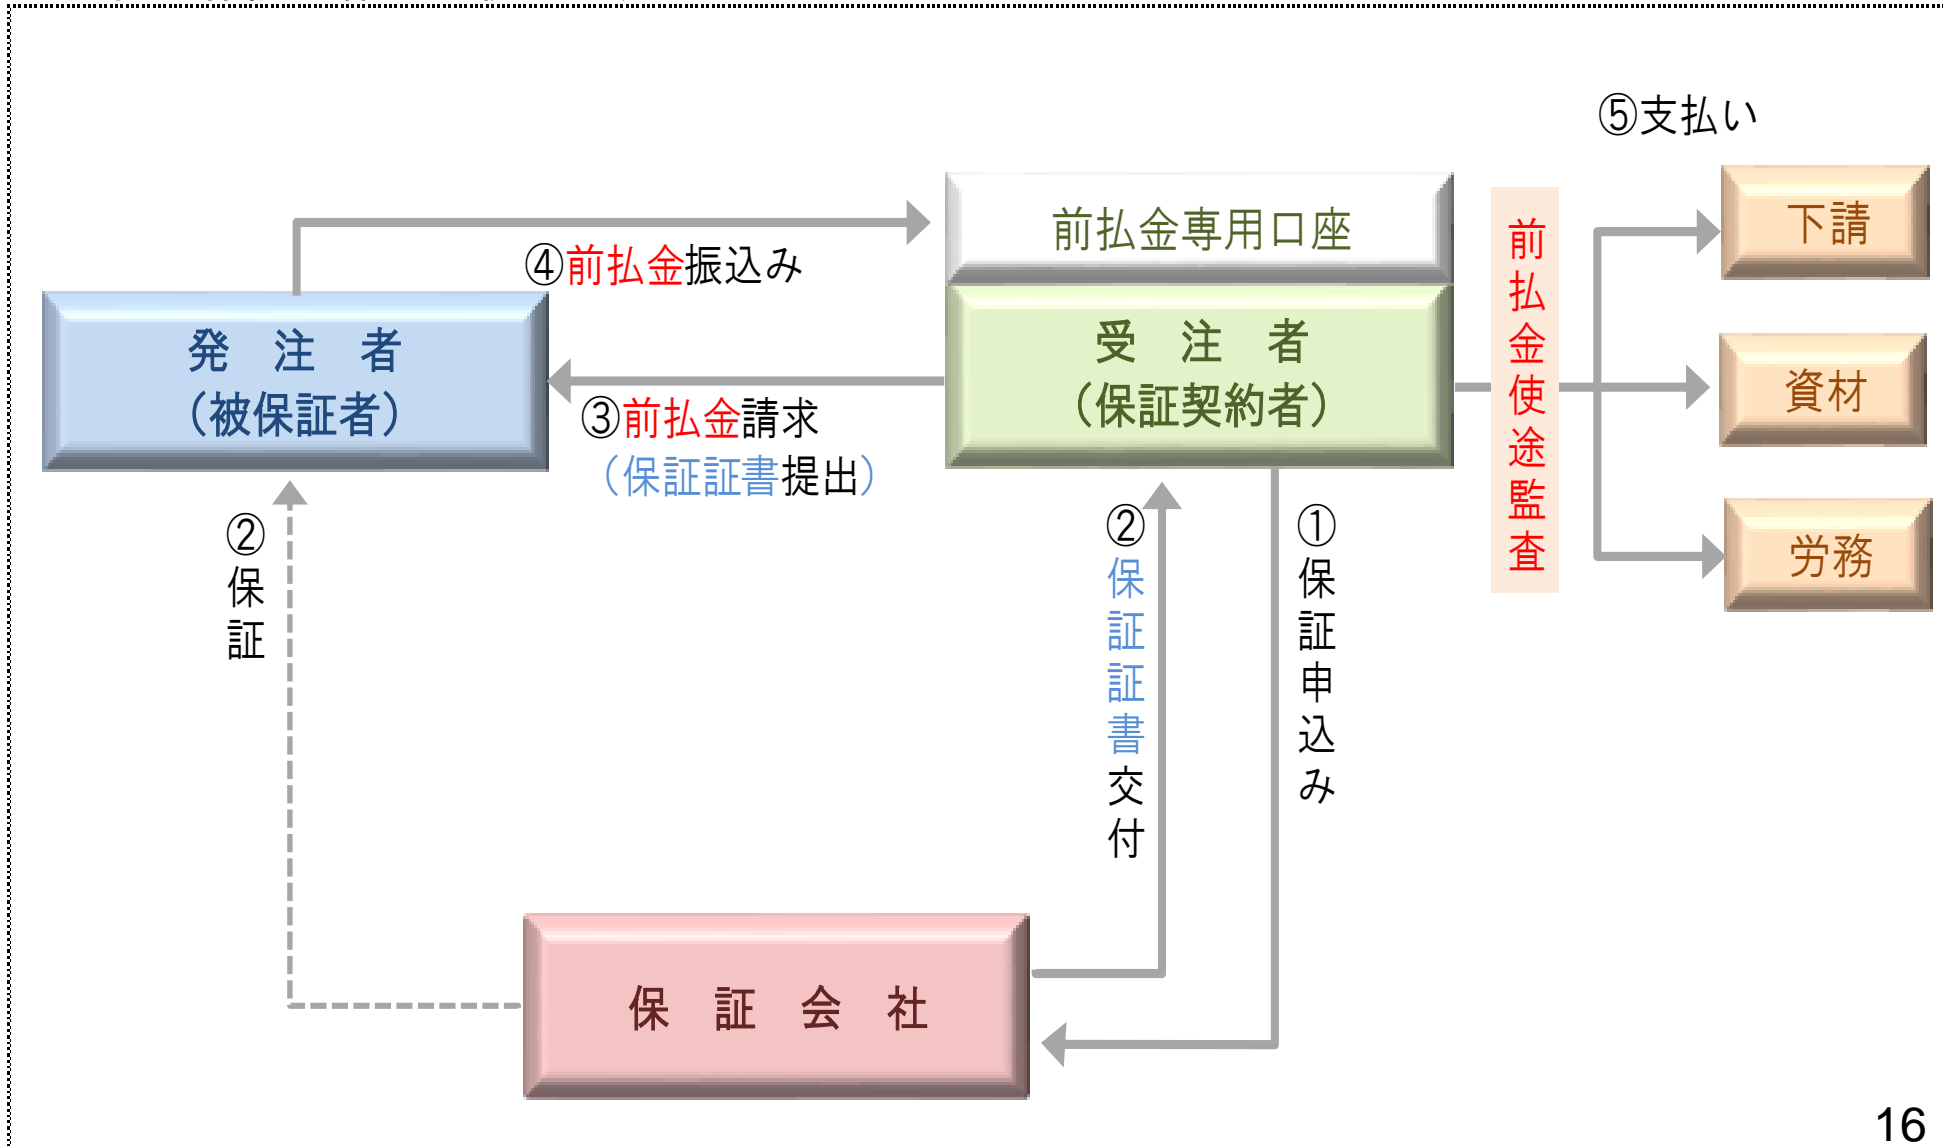 ⑤支払い
前払金専用口座
下請
④前払金振込み
発　注　者
（被保証者）
受　注　者
（保証契約者）
前払金使途監査
資材
③前払金請求
（保証証書提出）
労務
②保証
②保証証書交付
①保証申込み
保　証　会　社
16